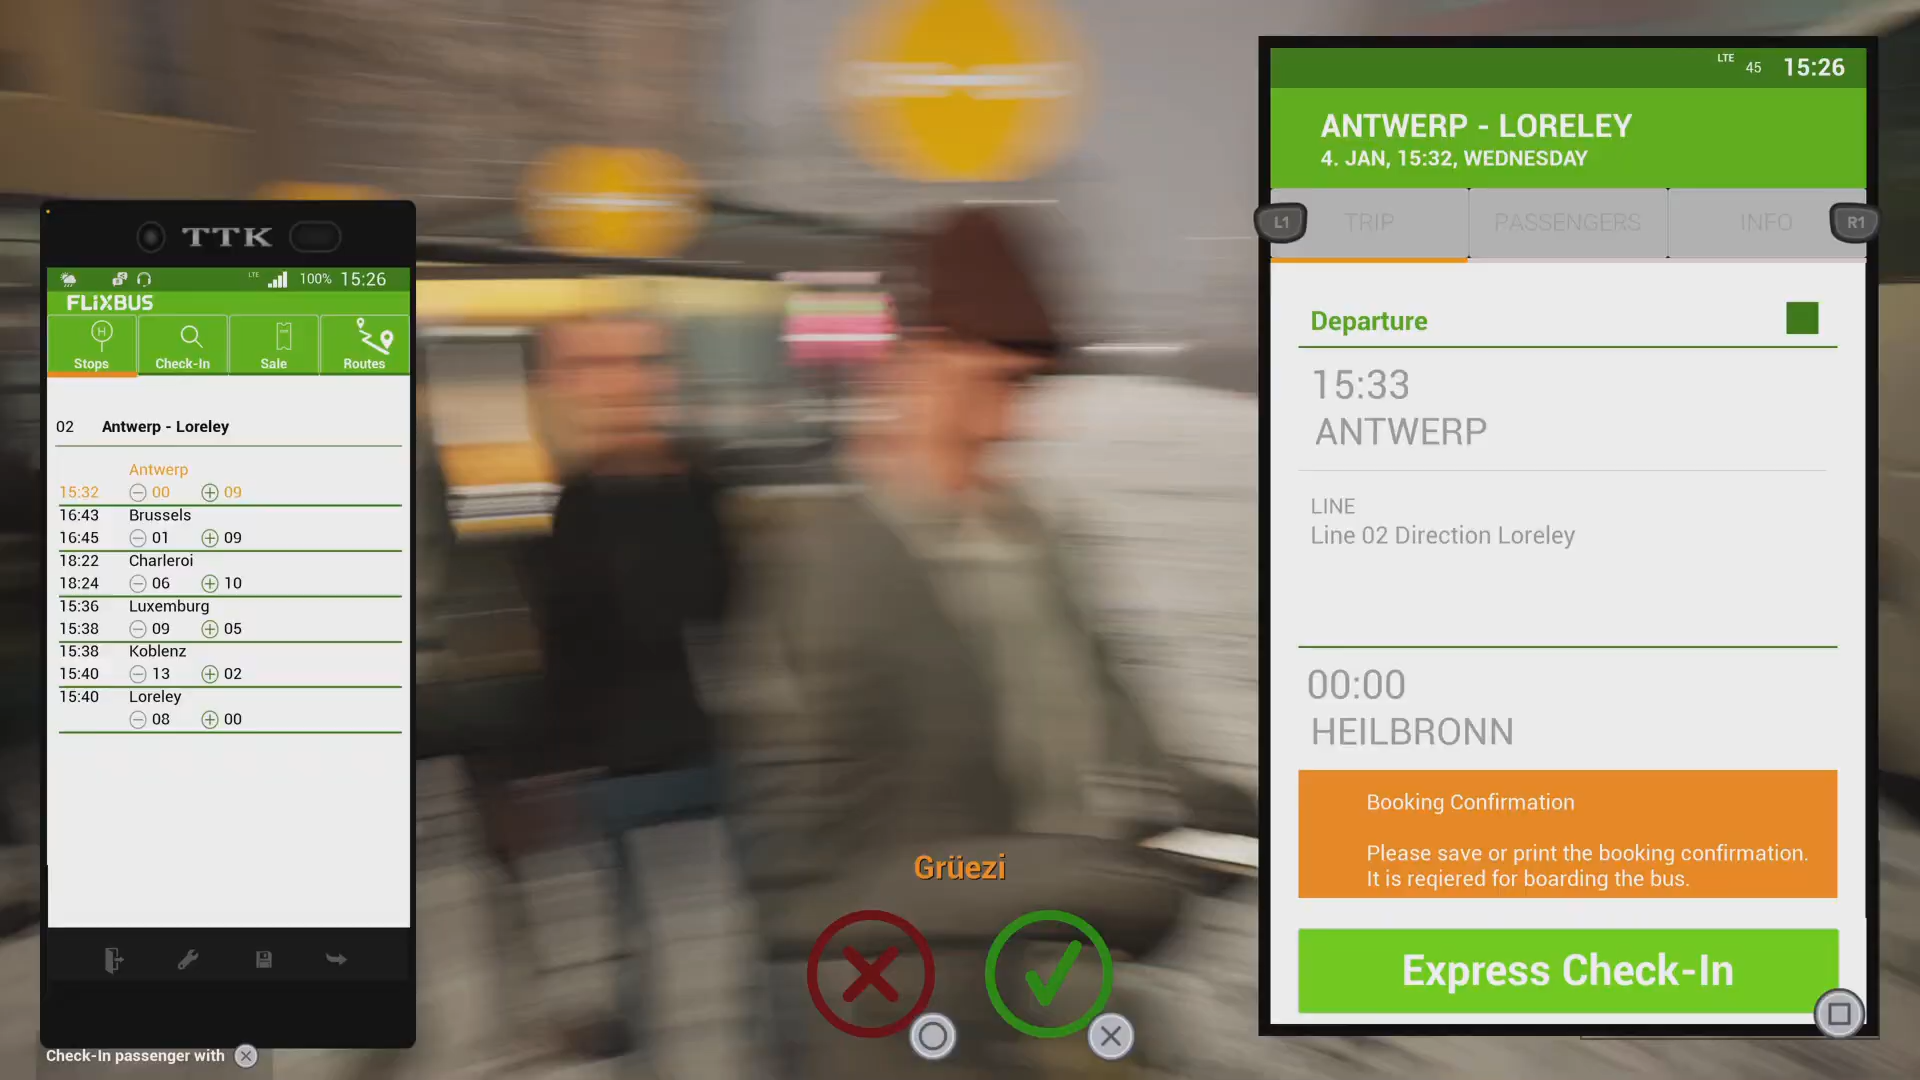 TTK
100% 15:26
LTE
FLiXBUS
Stops
Check-In
Sale
Routes
02 Antwerp - Loreley
Antwerp
15:32 00 09
16:43 Brussels
16:45 01 09
18:22 Charleroi
18:24 06 10
15:36 Luxemburg
15:38 09 05
15:38 Koblenz
15:40 13 02
15:40 Loreley
08 00
Check-In passenger with
Grüezi
LTE 45 15:26
ANTWERP - LORELEY
4. JAN, 15:32, WEDNESDAY
L1 TRIP PASSENGERS INFO R1
Departure
15:33
ANTWERP
LINE
Line 02 Direction Loreley
00:00
HEILBRONN
Booking Confirmation
Please save or print the booking confirmation.
It is reqiered for boarding the bus.
Express Check-In